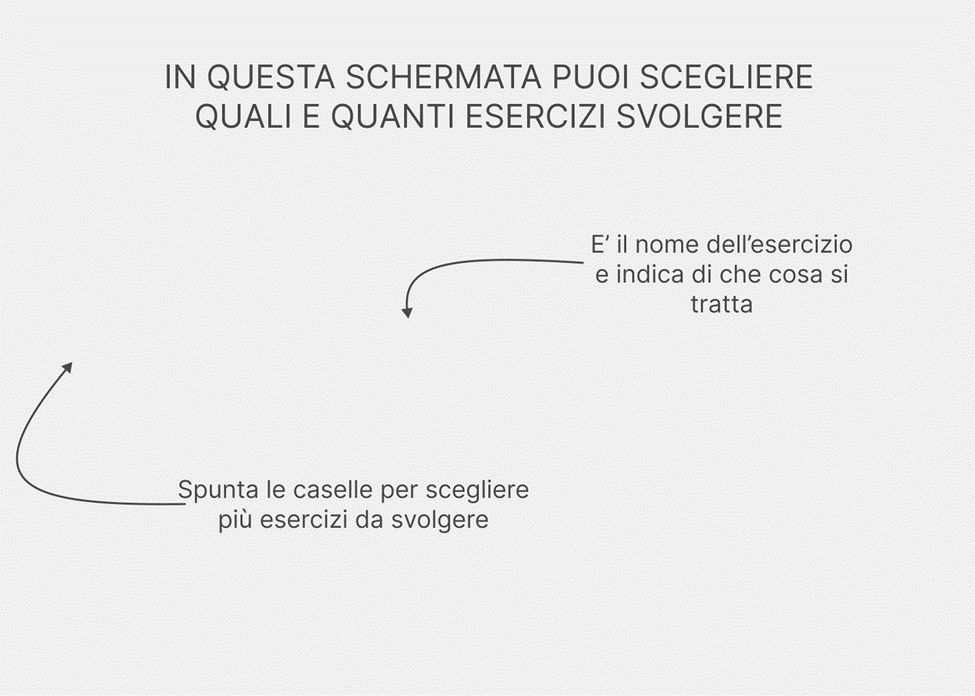 IN QUESTA SCHERMATA PUOI SCEGLIERE
QUALI E QUANTI ESERCIZI SVOLGERE
E’ il nome dell’esercizio
e indica di che cosa si
tratta
Spunta le caselle per scegliere
più esercizi da svolgere